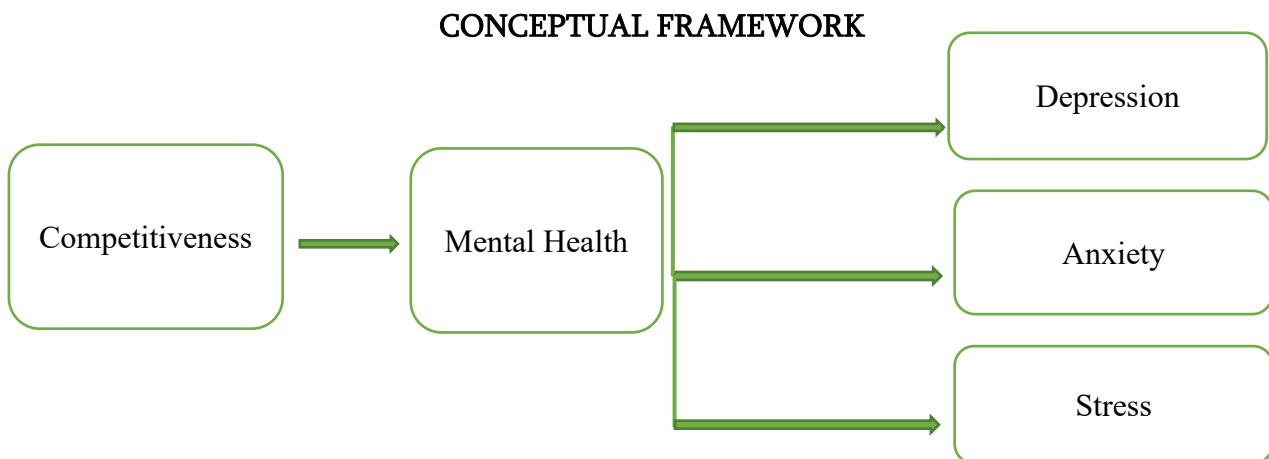 CONCEPTUAL FRAMEWORK
Competitiveness
Mental Health
Depression
Anxiety
Stress